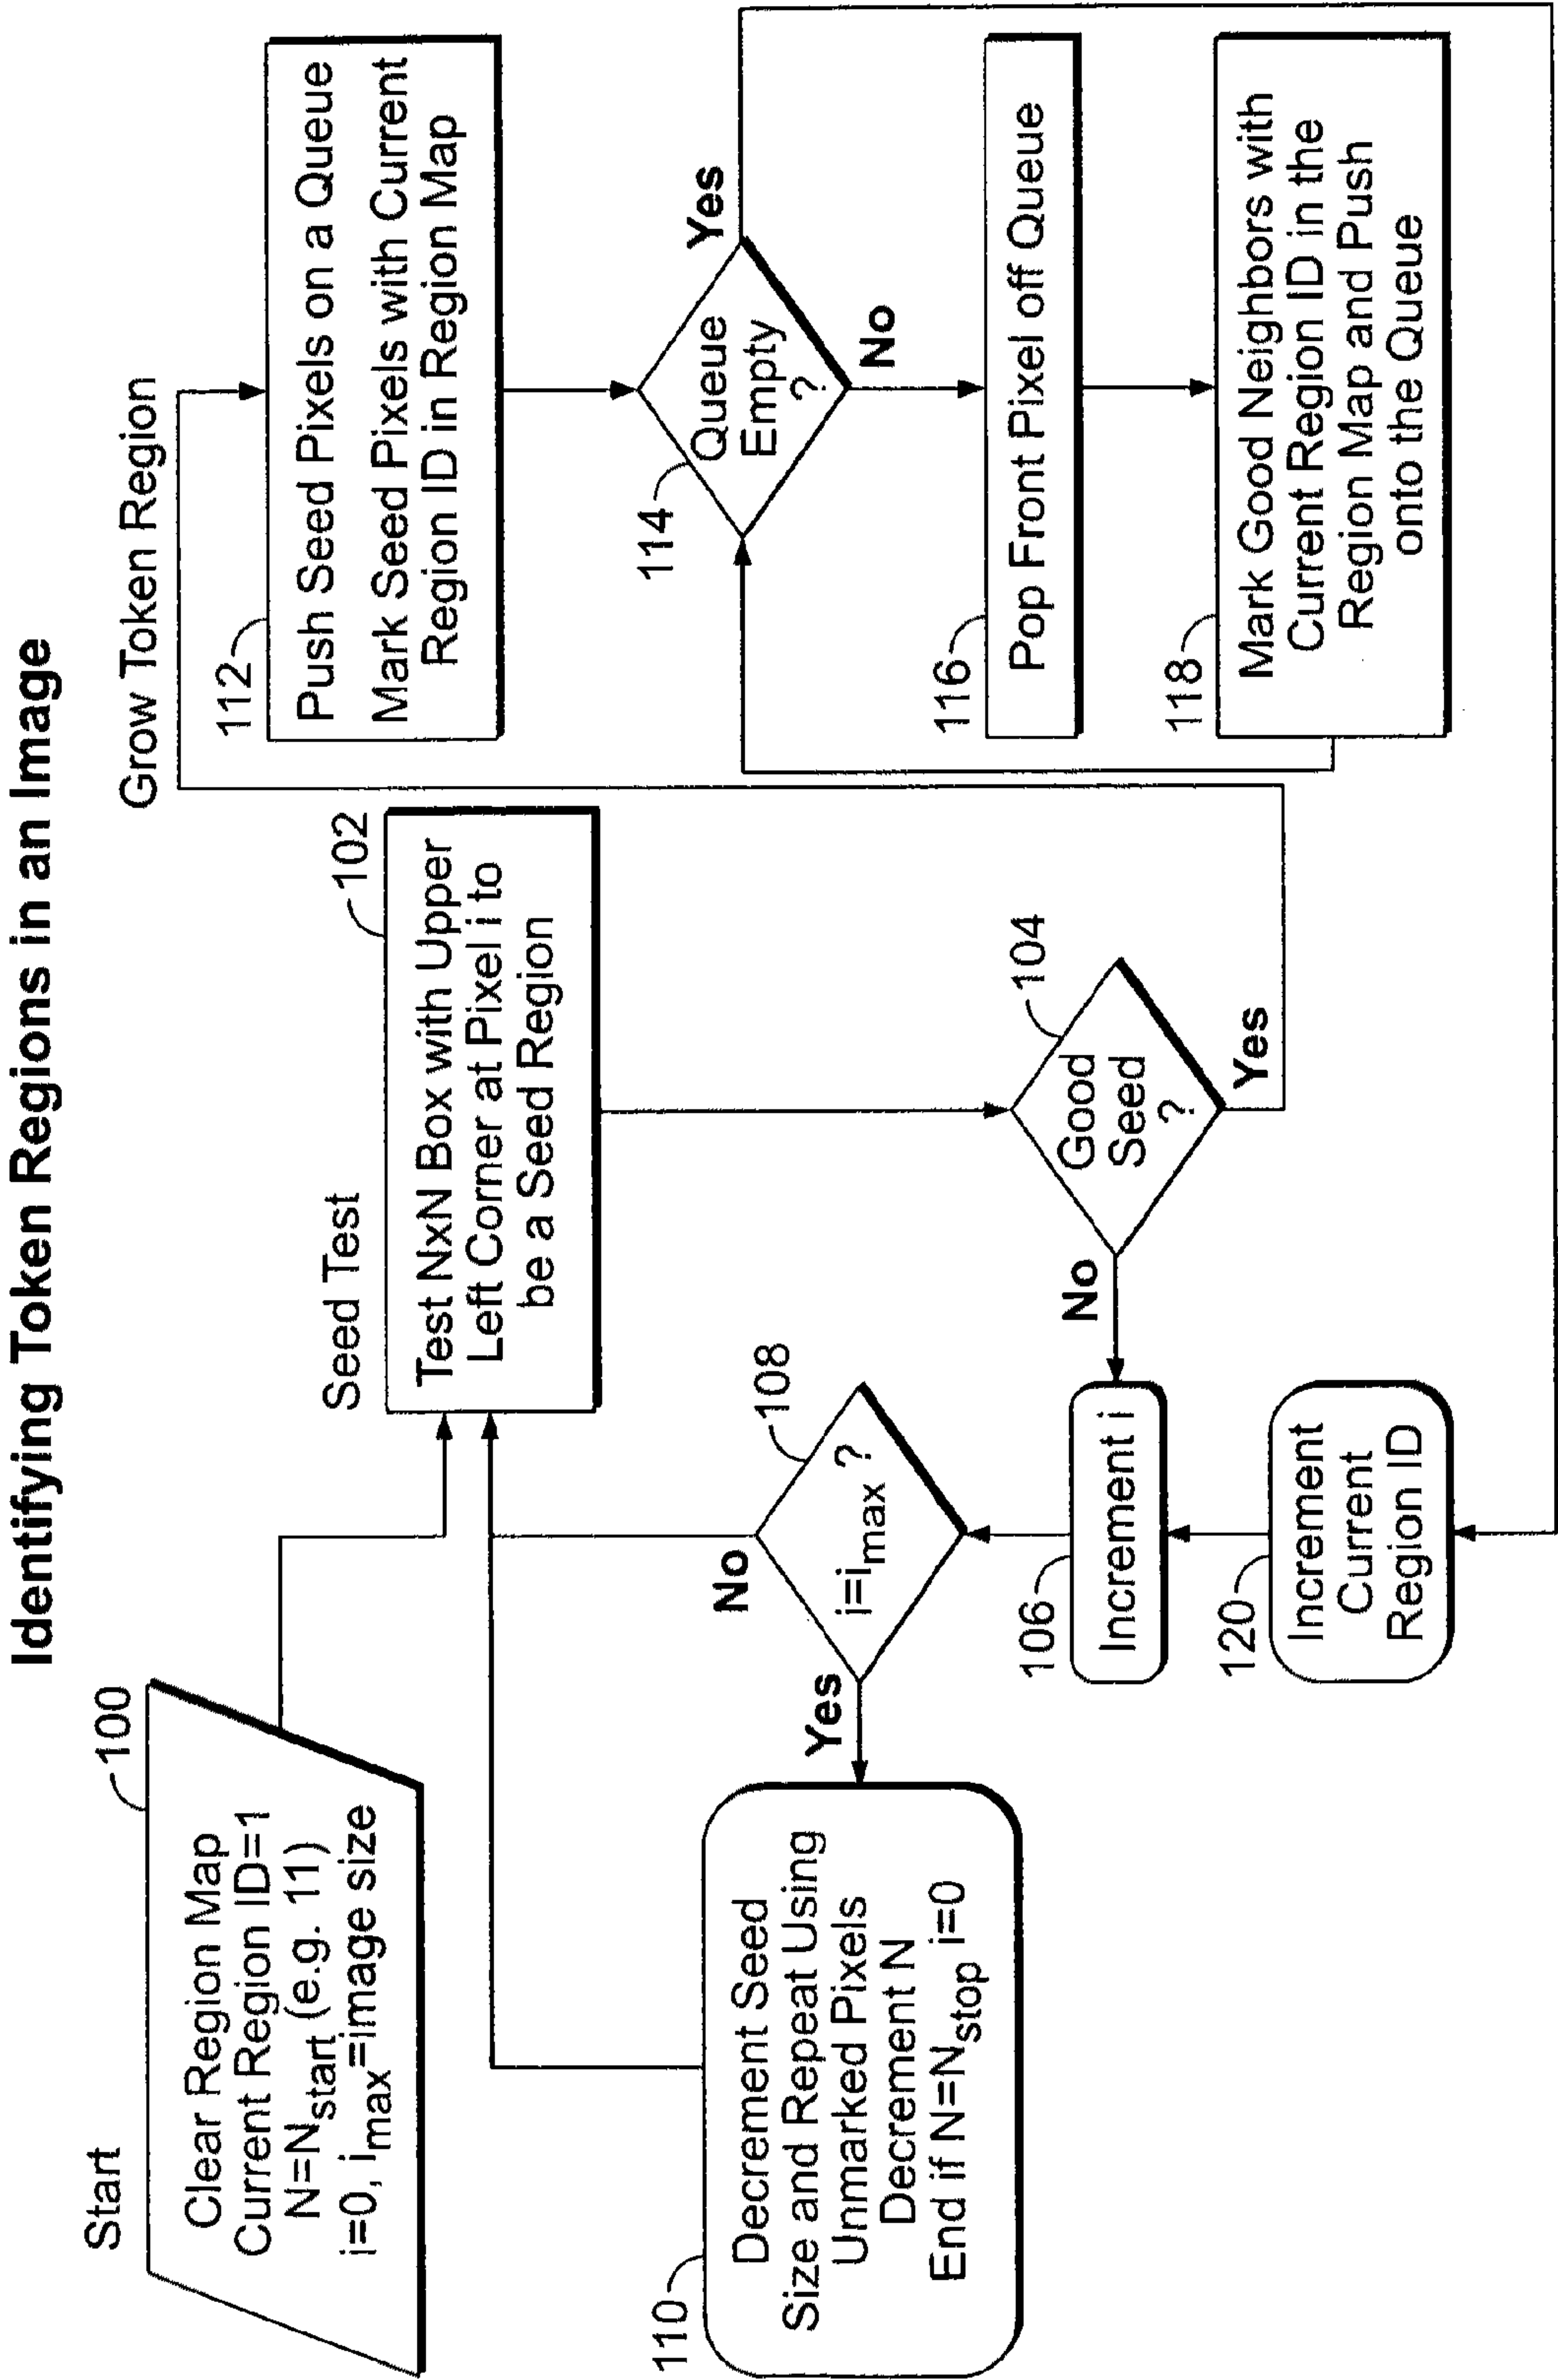 Identifying Token Regions in an Image
Start
100
Clear Region Map
Current Region ID=1
N=Nstart (e.g. 11)
i=0, imax=image size
Seed Test
102
Test NxN Box with Upper
Left Corner at Pixel i to
be a Seed Region
104
Good
Seed
?
No
Yes
106
Increment i
108
i=imax ?
No
Yes
110
Decrement Seed
Size and Repeat Using
Unmarked Pixels
Decrement N
End if N=Nstop i=0
120
Increment
Current
Region ID
Grow Token Region
112
Push Seed Pixels on a Queue
Mark Seed Pixels with Current
Region ID in Region Map
114
Queue
Empty
?
Yes
No
116
Pop Front Pixel off Queue
118
Mark Good Neighbors with
Current Region ID in the
Region Map and Push
onto the Queue